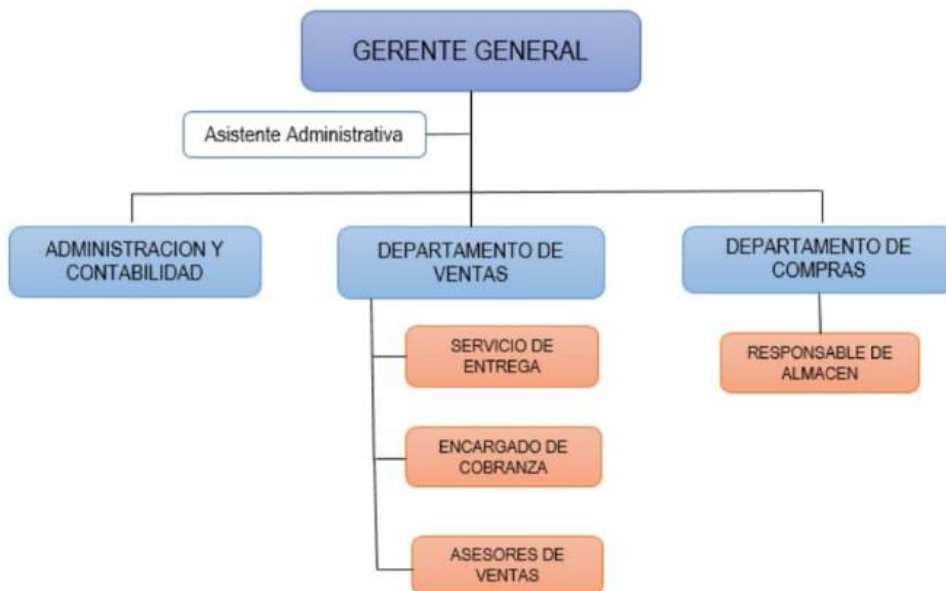 GERENTE GENERAL
Asistente Administrativa
ADMINISTRACION Y
CONTABILIDAD
DEPARTAMENTO DE
VENTAS
DEPARTAMENTO DE
COMPRAS
SERVICIO DE
ENTREGA
RESPONSABLE DE
ALMACEN
ENCARGADO DE
COBRANZA
ASESORES DE
VENTAS